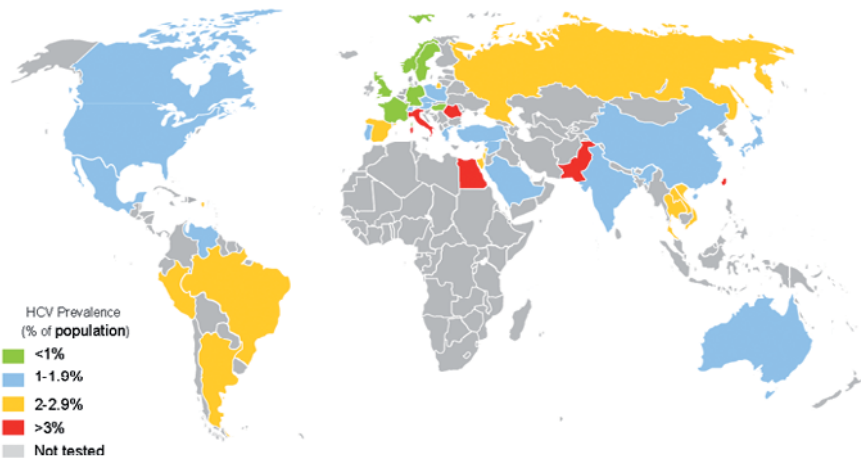 HCV Prevalence
(% of population)
<1%
1-1.9%
2-2.9%
>3%
Not tested